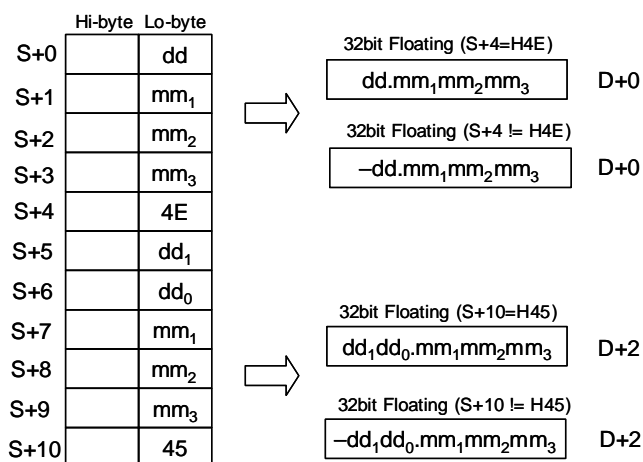 Hi-byte Lo-byte
S+0 dd
S+1 mm₁
S+2 mm₂
S+3 mm₃
S+4 4E
S+5 dd₁
S+6 dd₀
S+7 mm₁
S+8 mm₂
S+9 mm₃
S+10 45
32bit Floating (S+4=H4E)
dd.mm₁mm₂mm₃ D+0
32bit Floating (S+4 != H4E)
–dd.mm₁mm₂mm₃ D+0
32bit Floating (S+10=H45)
dd₁dd₀.mm₁mm₂mm₃ D+2
32bit Floating (S+10 != H45)
–dd₁dd₀.mm₁mm₂mm₃ D+2